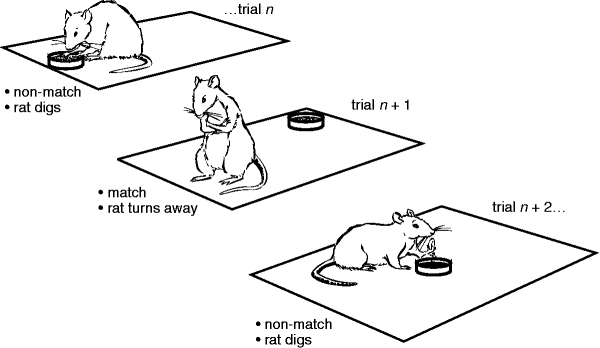 ...trial n
• non-match
• rat digs
trial n + 1
• match
• rat turns away
trial n + 2...
• non-match
• rat digs